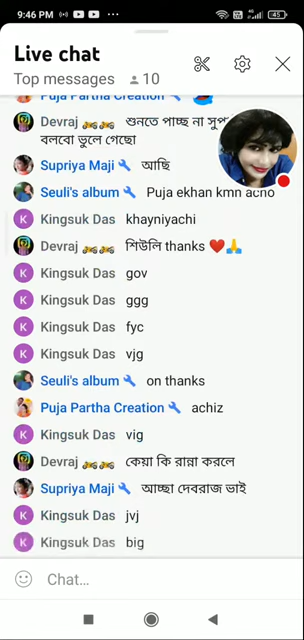 9:46 PM
45
Live chat
Top messages 10
Puja Partha Creation
Devraj 🏍️🏍️ শুনতে পাচ্ছ না
বলবো ভুলে গেছো
Supriya Maji আছি
Seuli's album Puja ekhan kmn acho
Kingsuk Das khayniyachi
Devraj 🏍️🏍️ শিউলি thanks ❤️🙏
Kingsuk Das gov
Kingsuk Das ggg
Kingsuk Das fyc
Kingsuk Das vjg
Seuli's album on thanks
Puja Partha Creation achiz
Kingsuk Das vig
Devraj 🏍️🏍️ কেয়া কি রান্না করলে
Supriya Maji আচ্ছা দেবরাজ ভাই
Kingsuk Das jvj
Kingsuk Das big
Chat...